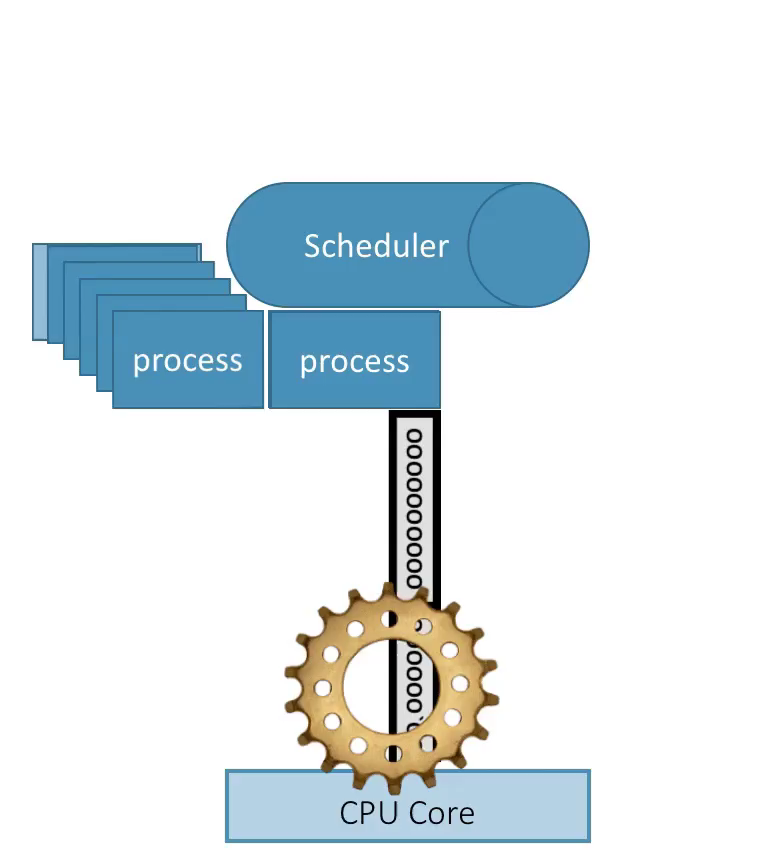 Scheduler
process
process
CPU Core